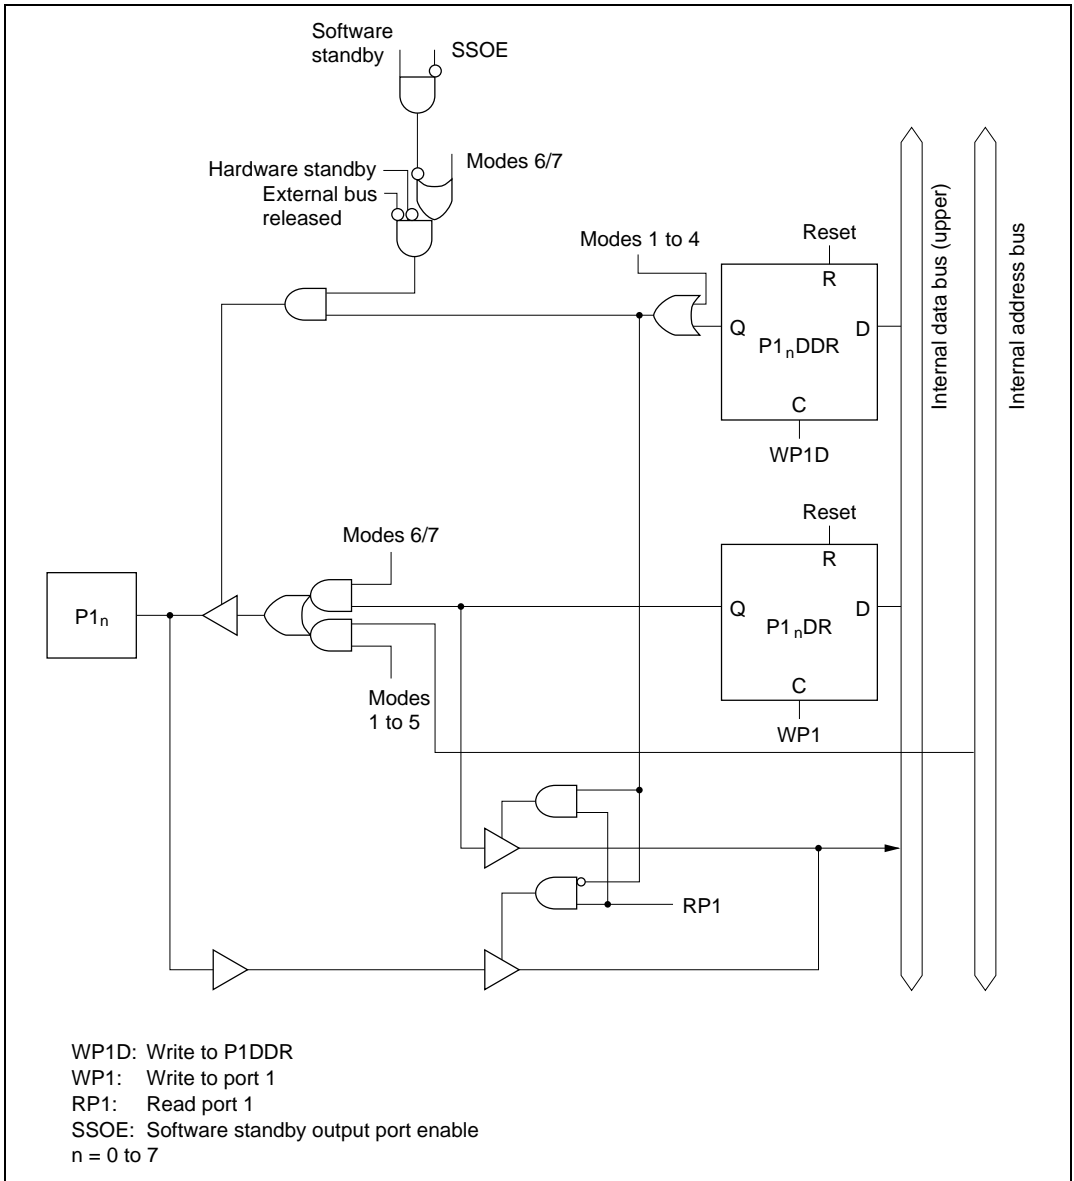 Software
standby
SSOE
Modes 6/7
Hardware standby
External bus
released
Modes 1 to 4
Reset
R
Q
P1nDDR
D
C
WP1D
Internal data bus (upper)
Internal address bus
Reset
R
Modes 6/7
P1n
Q
P1nDR
D
C
WP1
Modes
1 to 5
RP1
WP1D: Write to P1DDR
WP1: Write to port 1
RP1: Read port 1
SSOE: Software standby output port enable
n = 0 to 7